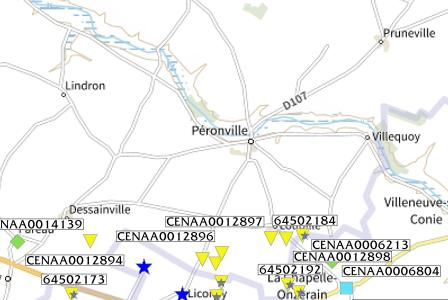 Pruneville
Lindron
D107
Péronville
Villequoy
Villeneuve-s
Conie
Dessainville
NAA0014139
CENAA0012897
64502184
CENAA0012896
CENAA0006213
CENAA0012894
CENAA0012898
64502192
CENAA0006804
64502173
La Chapelle-
Onzerain